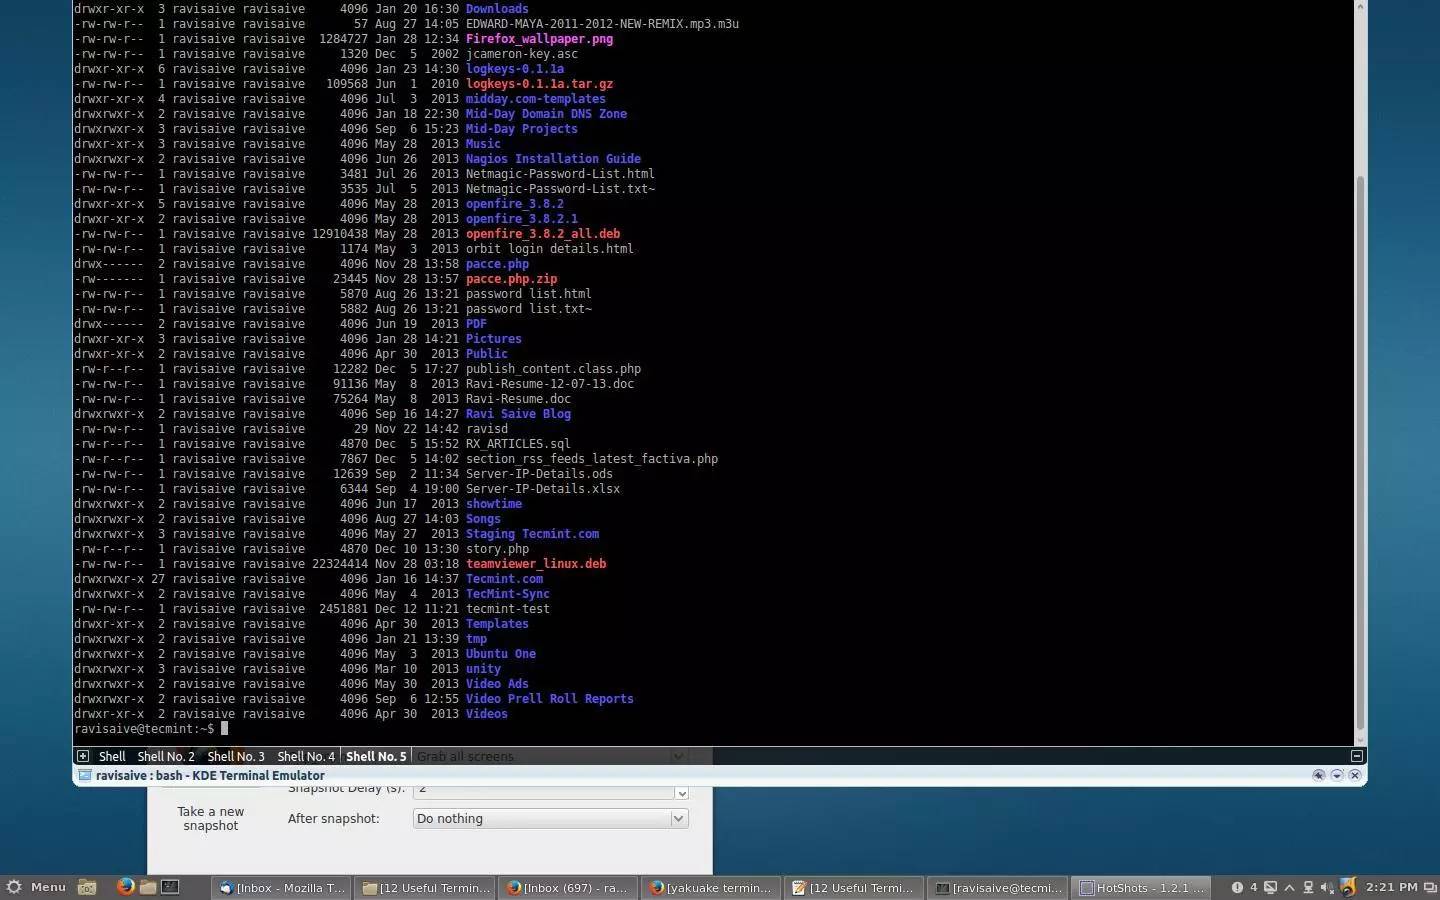 drwxr-xr-x  3 ravisaive ravisaive     4096 Jan 20 16:30 Downloads
-rw-rw-r--  1 ravisaive ravisaive       57 Aug 27 14:05 EDWARD-MAYA-2011-2012-NEW-REMIX.mp3.m3u
-rw-rw-r--  1 ravisaive ravisaive  1284727 Jan 28 12:34 Firefox_wallpaper.png
-rw-rw-r--  1 ravisaive ravisaive     1320 Dec  5  2002 jcameron-key.asc
drwxr-xr-x  6 ravisaive ravisaive     4096 Jan 23 14:30 logkeys-0.1.1a
-rw-rw-r--  1 ravisaive ravisaive   109568 Jun  1  2010 logkeys-0.1.1a.tar.gz
drwxr-xr-x  4 ravisaive ravisaive     4096 Jul  3  2013 midday.com-templates
drwxrwxr-x  2 ravisaive ravisaive     4096 Jan 18 22:30 Mid-Day Domain DNS Zone
drwxrwxr-x  3 ravisaive ravisaive     4096 Sep  6 15:23 Mid-Day Projects
drwxr-xr-x  3 ravisaive ravisaive     4096 May 28  2013 Music
drwxrwxr-x  2 ravisaive ravisaive     4096 Jun 26  2013 Nagios Installation Guide
-rw-rw-r--  1 ravisaive ravisaive     3481 Jul 26  2013 Netmagic-Password-List.html
-rw-rw-r--  1 ravisaive ravisaive     3535 Jul  5  2013 Netmagic-Password-List.txt~
drwxr-xr-x  5 ravisaive ravisaive     4096 May 28  2013 openfire_3.8.2
drwxr-xr-x  2 ravisaive ravisaive     4096 May 28  2013 openfire_3.8.2.1
-rw-rw-r--  1 ravisaive ravisaive 12910438 May 28  2013 openfire_3.8.2_all.deb
-rw-rw-r--  1 ravisaive ravisaive     1174 May  3  2013 orbit login details.html
drwx------  2 ravisaive ravisaive     4096 Nov 28 13:58 pacce.php
-rw-------  1 ravisaive ravisaive    23445 Nov 28 13:57 pacce.php.zip
-rw-rw-r--  1 ravisaive ravisaive     5870 Aug 26 13:21 password list.html
-rw-rw-r--  1 ravisaive ravisaive     5882 Aug 26 13:21 password list.txt~
drwx------  2 ravisaive ravisaive     4096 Jun 19  2013 PDF
drwxr-xr-x  3 ravisaive ravisaive     4096 Jan 28 14:21 Pictures
drwxr-xr-x  2 ravisaive ravisaive     4096 Apr 30  2013 Public
-rw-r--r--  1 ravisaive ravisaive    12282 Dec  5 17:27 publish_content.class.php
-rw-rw-r--  1 ravisaive ravisaive    91136 May  8  2013 Ravi-Resume-12-07-13.doc
-rw-rw-r--  1 ravisaive ravisaive    75264 May  8  2013 Ravi-Resume.doc
drwxrwxr-x  2 ravisaive ravisaive     4096 Sep 16 14:27 Ravi Saive Blog
-rw-rw-r--  1 ravisaive ravisaive       29 Nov 22 14:42 ravisd
-rw-r--r--  1 ravisaive ravisaive     4870 Dec  5 15:52 RX_ARTICLES.sql
-rw-r--r--  1 ravisaive ravisaive     7867 Dec  5 14:02 section_rss_feeds_latest_factiva.php
-rw-rw-r--  1 ravisaive ravisaive    12639 Sep  2 11:34 Server-IP-Details.ods
-rw-rw-r--  1 ravisaive ravisaive     6344 Sep  4 19:00 Server-IP-Details.xlsx
drwxrwxr-x  2 ravisaive ravisaive     4096 Jun 17  2013 showtime
drwxrwxr-x  2 ravisaive ravisaive     4096 Aug 27 14:03 Songs
drwxrwxr-x  3 ravisaive ravisaive     4096 May 27  2013 Staging Tecmint.com
-rw-r--r--  1 ravisaive ravisaive     4870 Dec 10 13:30 story.php
-rw-rw-r--  1 ravisaive ravisaive 22324414 Nov 28 03:18 teamviewer_linux.deb
drwxrwxr-x 27 ravisaive ravisaive     4096 Jan 16 14:37 Tecmint.com
drwxrwxr-x  2 ravisaive ravisaive     4096 May  4  2013 TecMint-Sync
-rw-rw-r--  1 ravisaive ravisaive  2451881 Dec 12 11:21 tecmint-test
drwxr-xr-x  2 ravisaive ravisaive     4096 Apr 30  2013 Templates
drwxrwxr-x  2 ravisaive ravisaive     4096 Jan 21 13:39 tmp
drwxrwxr-x  2 ravisaive ravisaive     4096 May  3  2013 Ubuntu One
drwxrwxr-x  3 ravisaive ravisaive     4096 Mar 10  2013 unity
drwxrwxr-x  2 ravisaive ravisaive     4096 May 30  2013 Video Ads
drwxrwxr-x  2 ravisaive ravisaive     4096 Sep  6 12:55 Video Prell Roll Reports
drwxr-xr-x  2 ravisaive ravisaive     4096 Apr 30  2013 Videos
ravisaive@tecmint:~$
Shell Shell No. 2 Shell No. 3 Shell No. 4 Shell No. 5 Grab all screens
ravisaive : bash - KDE Terminal Emulator
Snapshot Delay (s): 2
Take a new snapshot
After snapshot: Do nothing
Menu [Inbox - Mozilla T... [12 Useful Termin... [Inbox (697) - ra... [yakuake termin... [12 Useful Termi... [ravisaive@tecmi... HotShots - 1.2.1 ... 4 2:21 PM